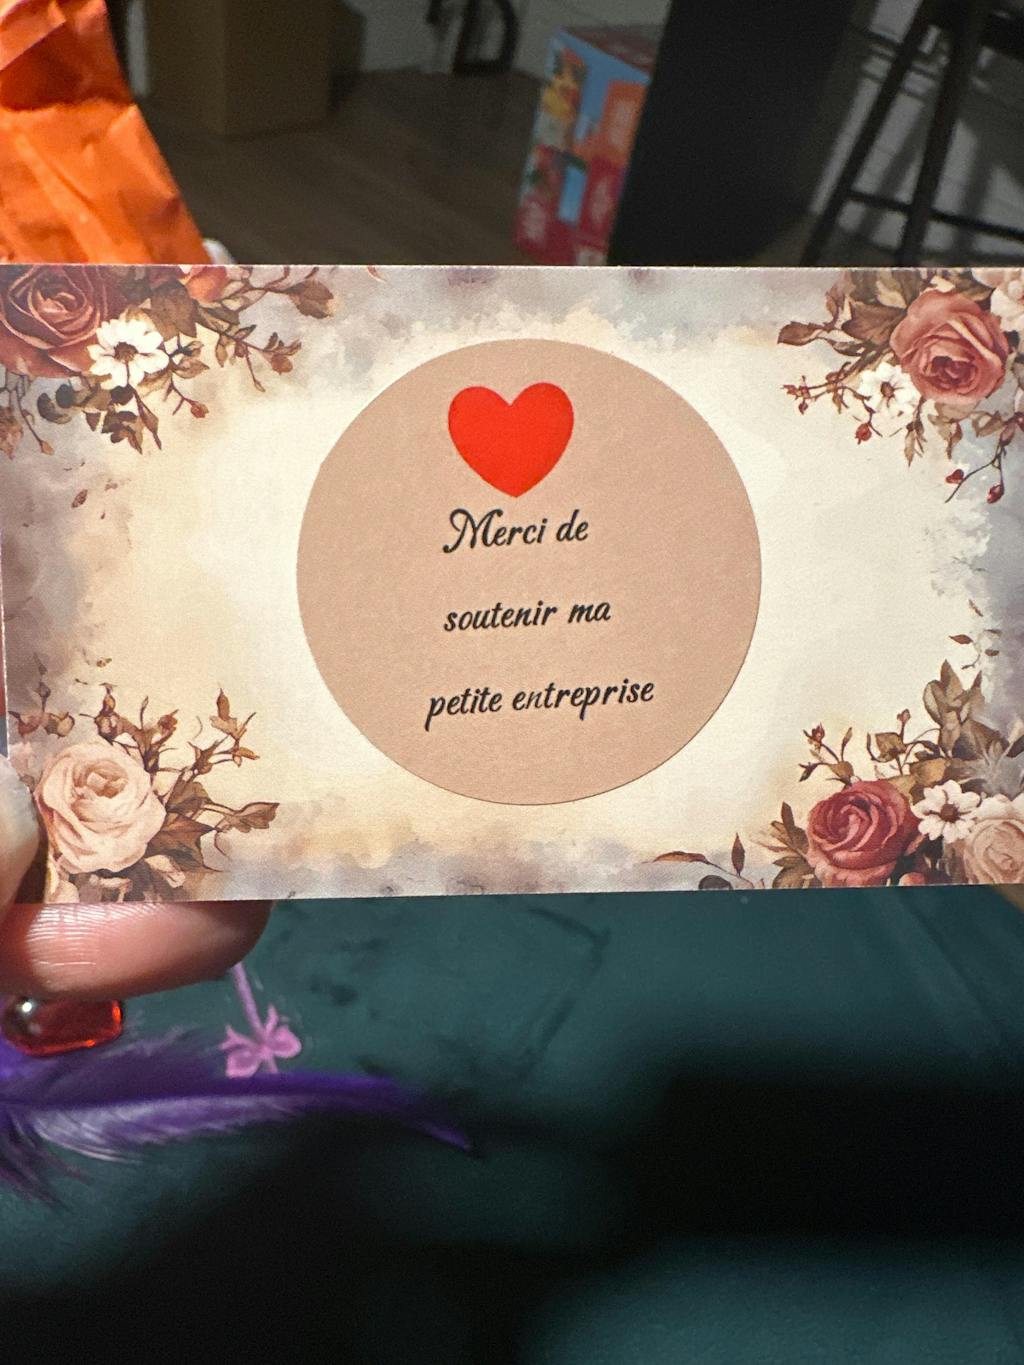 Merci de
soutenir ma
petite entreprise